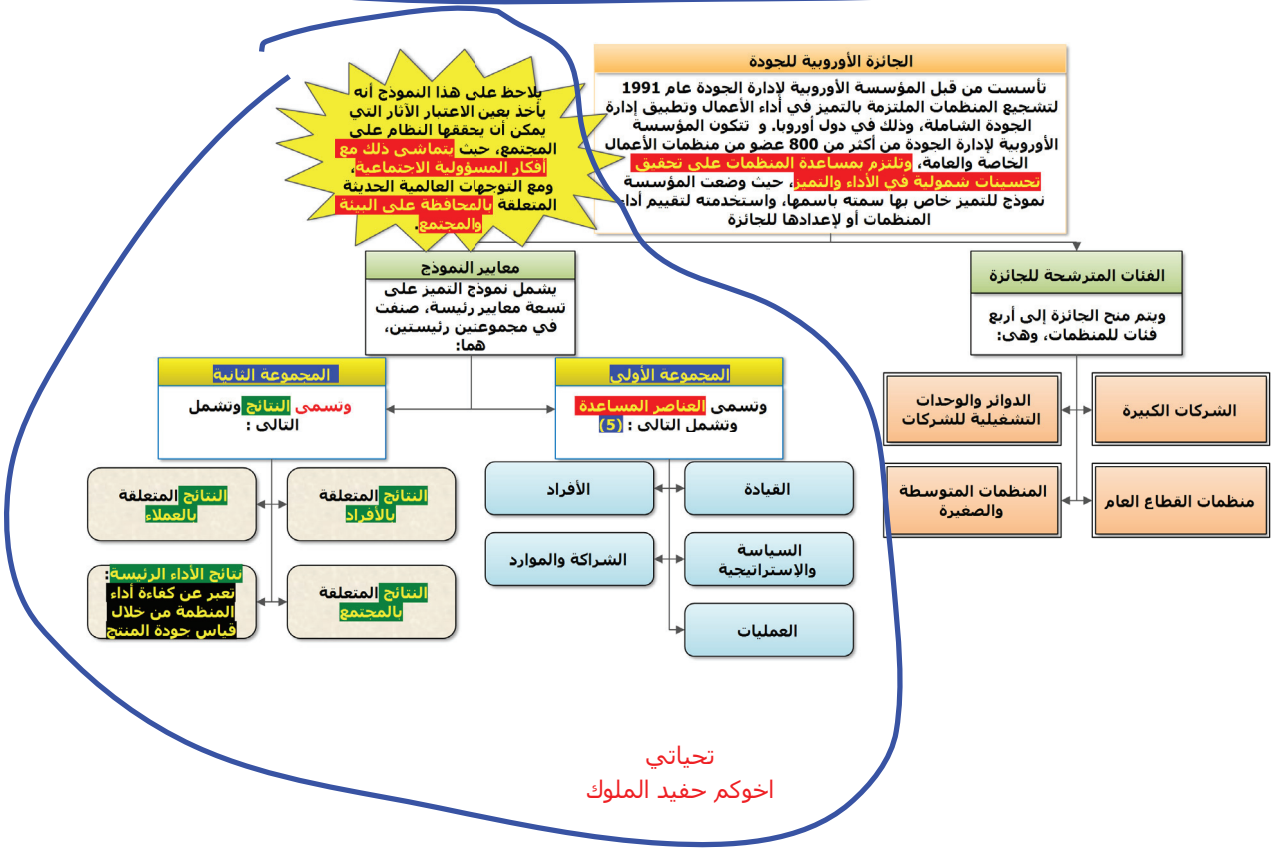 الجائزة الأوروبية للجودة
تأسست من قبل المؤسسة الأوروبية لإدارة الجودة عام 1991
لتشجيع المنظمات الملتزمة بالتميز في أداء الأعمال وتطبيق إدارة
الجودة الشاملة، وذلك في دول أوروبا. و تتكون المؤسسة
الأوروبية لإدارة الجودة من أكثر من 800 عضو من منظمات الأعمال
الخاصة والعامة، وتلتزم بمساعدة المنظمات على تحقيق
تحسينات شمولية في الأداء والتميز، حيث وضعت المؤسسة
نموذج للتميز خاص بها سمته باسمها، واستخدمته لتقييم أداء
المنظمات أو لإعدادها للجائزة
يلاحظ على هذا النموذج أنه
يأخذ بعين الاعتبار الآثار التي
يمكن أن يحققها النظام على
المجتمع، حيث يتماشى ذلك مع
أفكار المسؤولية الاجتماعية،
ومع التوجهات العالمية الحديثة
المتعلقة بالمحافظة على البيئة
والمجتمع.
الفئات المترشحة للجائزة
ويتم منح الجائزة إلى أربع
فئات للمنظمات، وهى:
الشركات الكبيرة
الدوائر والوحدات
التشغيلية للشركات
منظمات القطاع العام
المنظمات المتوسطة
والصغيرة
معايير النموذج
يشمل نموذج التميز على
تسعة معايير رئيسة، صنفت
في مجموعتين رئيستين،
هما:
المجموعة الأولى
وتسمى العناصر المساعدة
وتشمل التالى : (5)
القيادة
الأفراد
السياسة
والإستراتيجية
الشراكة والموارد
العمليات
المجموعة الثانية
وتسمى النتائج وتشمل
التالى :
النتائج المتعلقة
بالأفراد
النتائج المتعلقة
بالعملاء
النتائج المتعلقة
بالمجتمع
نتائج الأداء الرئيسة:
تعبر عن كفاءة أداء
المنظمة من خلال
قياس جودة المنتج
تحياتي
اخوكم حفيد الملوك